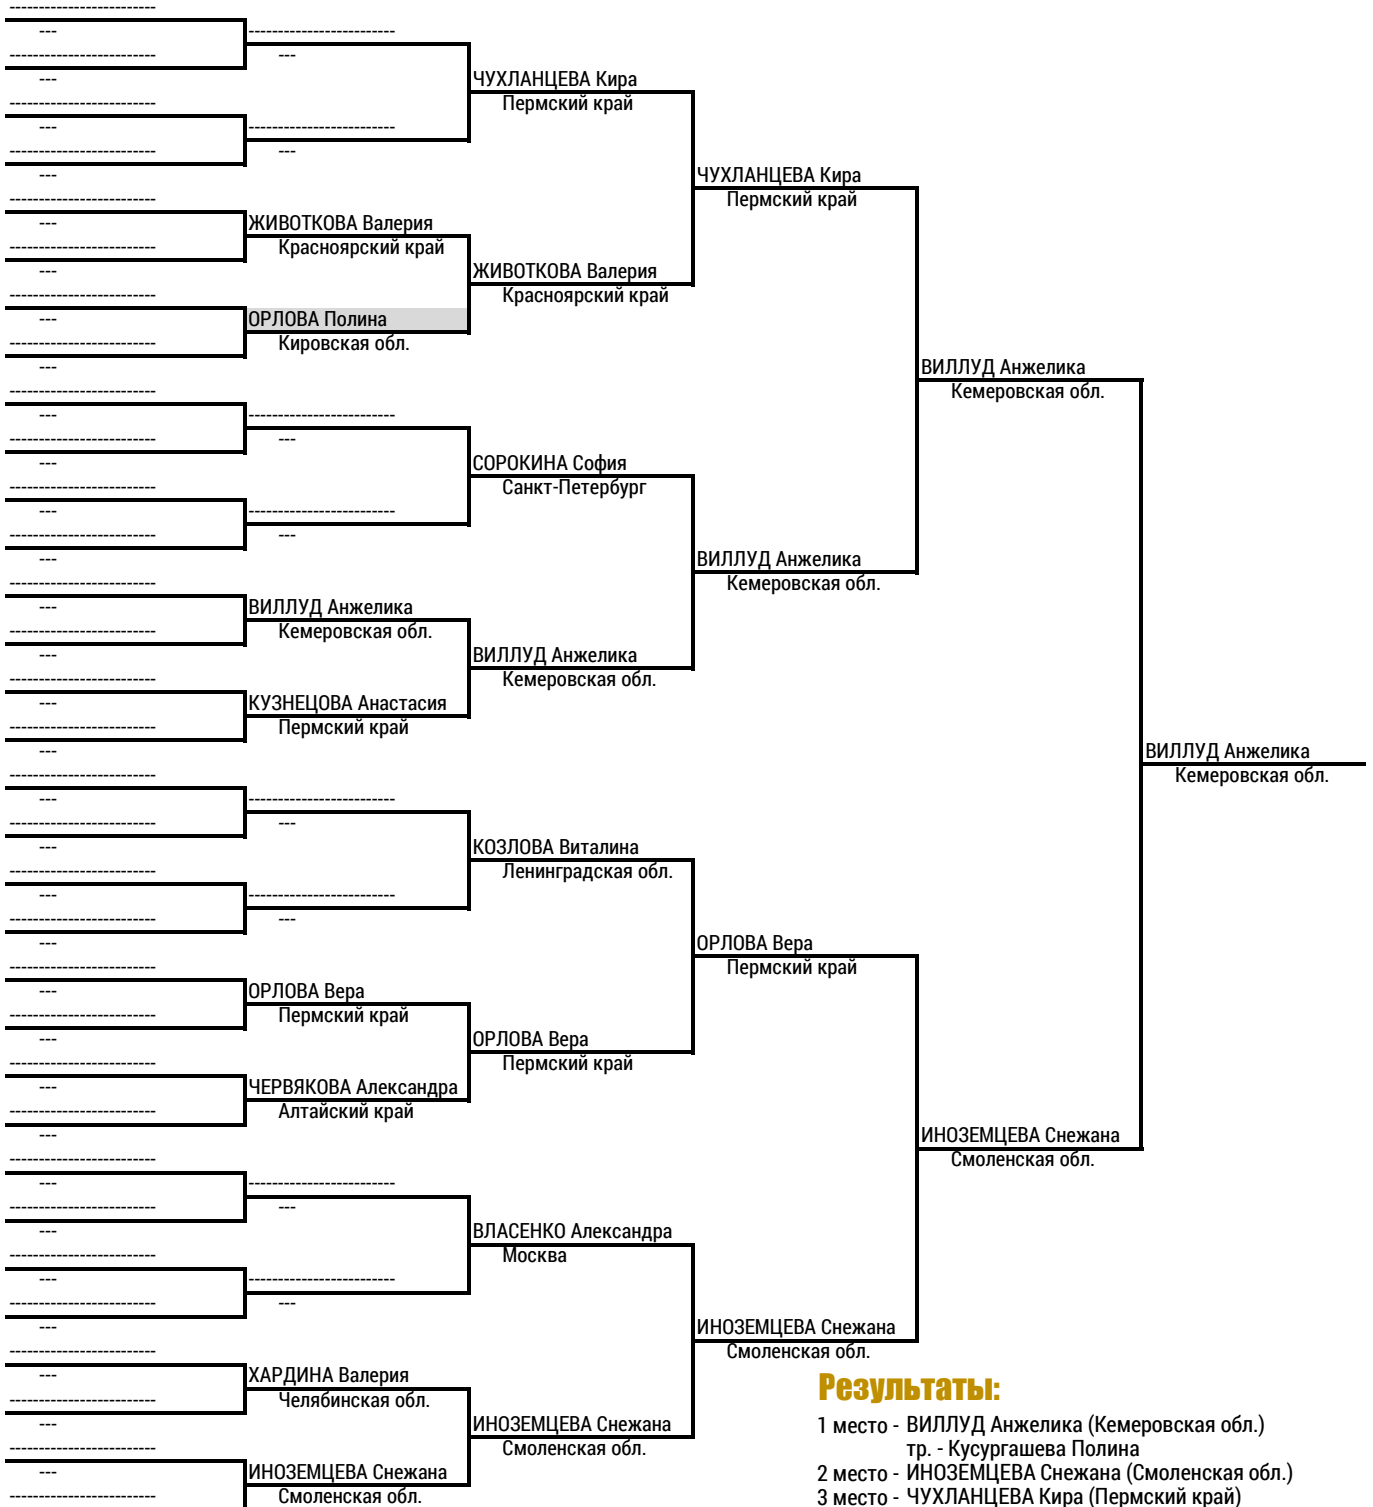 ЖИВОТКОВА Валерия
Красноярский край
ОРЛОВА Полина
Кировская обл.
ВИЛЛУД Анжелика
Кемеровская обл.
КУЗНЕЦОВА Анастасия
Пермский край
ОРЛОВА Вера
Пермский край
ЧЕРВЯКОВА Александра
Алтайский край
ХАРДИНА Валерия
Челябинская обл.
ИНОЗЕМЦЕВА Снежана
Смоленская обл.
ЧУХЛАНЦЕВА Кира
Пермский край
ЖИВОТКОВА Валерия
Красноярский край
СОРОКИНА София
Санкт-Петербург
ВИЛЛУД Анжелика
Кемеровская обл.
КОЗЛОВА Виталина
Ленинградская обл.
ОРЛОВА Вера
Пермский край
ВЛАСЕНКО Александра
Москва
ИНОЗЕМЦЕВА Снежана
Смоленская обл.
ЧУХЛАНЦЕВА Кира
Пермский край
ВИЛЛУД Анжелика
Кемеровская обл.
ОРЛОВА Вера
Пермский край
ИНОЗЕМЦЕВА Снежана
Смоленская обл.
ВИЛЛУД Анжелика
Кемеровская обл.
ИНОЗЕМЦЕВА Снежана
Смоленская обл.
ВИЛЛУД Анжелика
Кемеровская обл.
Результаты:
1 место - ВИЛЛУД Анжелика (Кемеровская обл.)
тр. - Кусургашева Полина
2 место - ИНОЗЕМЦЕВА Снежана (Смоленская обл.)
3 место - ЧУХЛАНЦЕВА Кира (Пермский край)